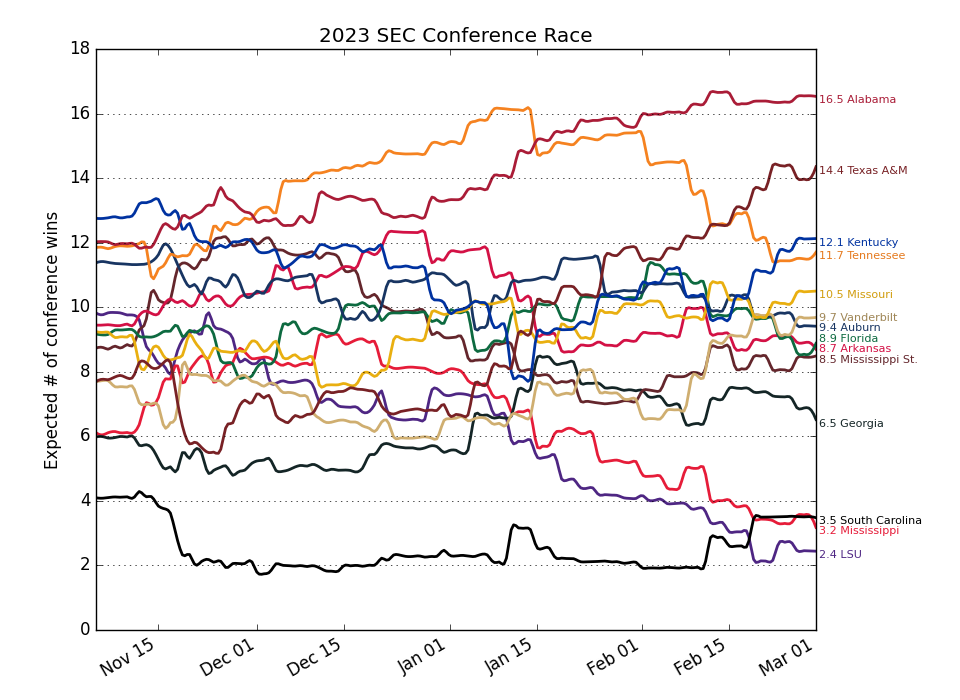 2023 SEC Conference Race
Expected # of conference wins
18
16
14
12
10
8
6
4
2
0
Nov 15
Dec 01
Dec 15
Jan 01
Jan 15
Feb 01
Feb 15
Mar 01
16.5 Alabama
14.4 Texas A&M
12.1 Kentucky
11.7 Tennessee
10.5 Missouri
9.7 Vanderbilt
9.4 Auburn
8.9 Florida
8.7 Arkansas
8.5 Mississippi St.
6.5 Georgia
3.5 South Carolina
3.2 Mississippi
2.4 LSU